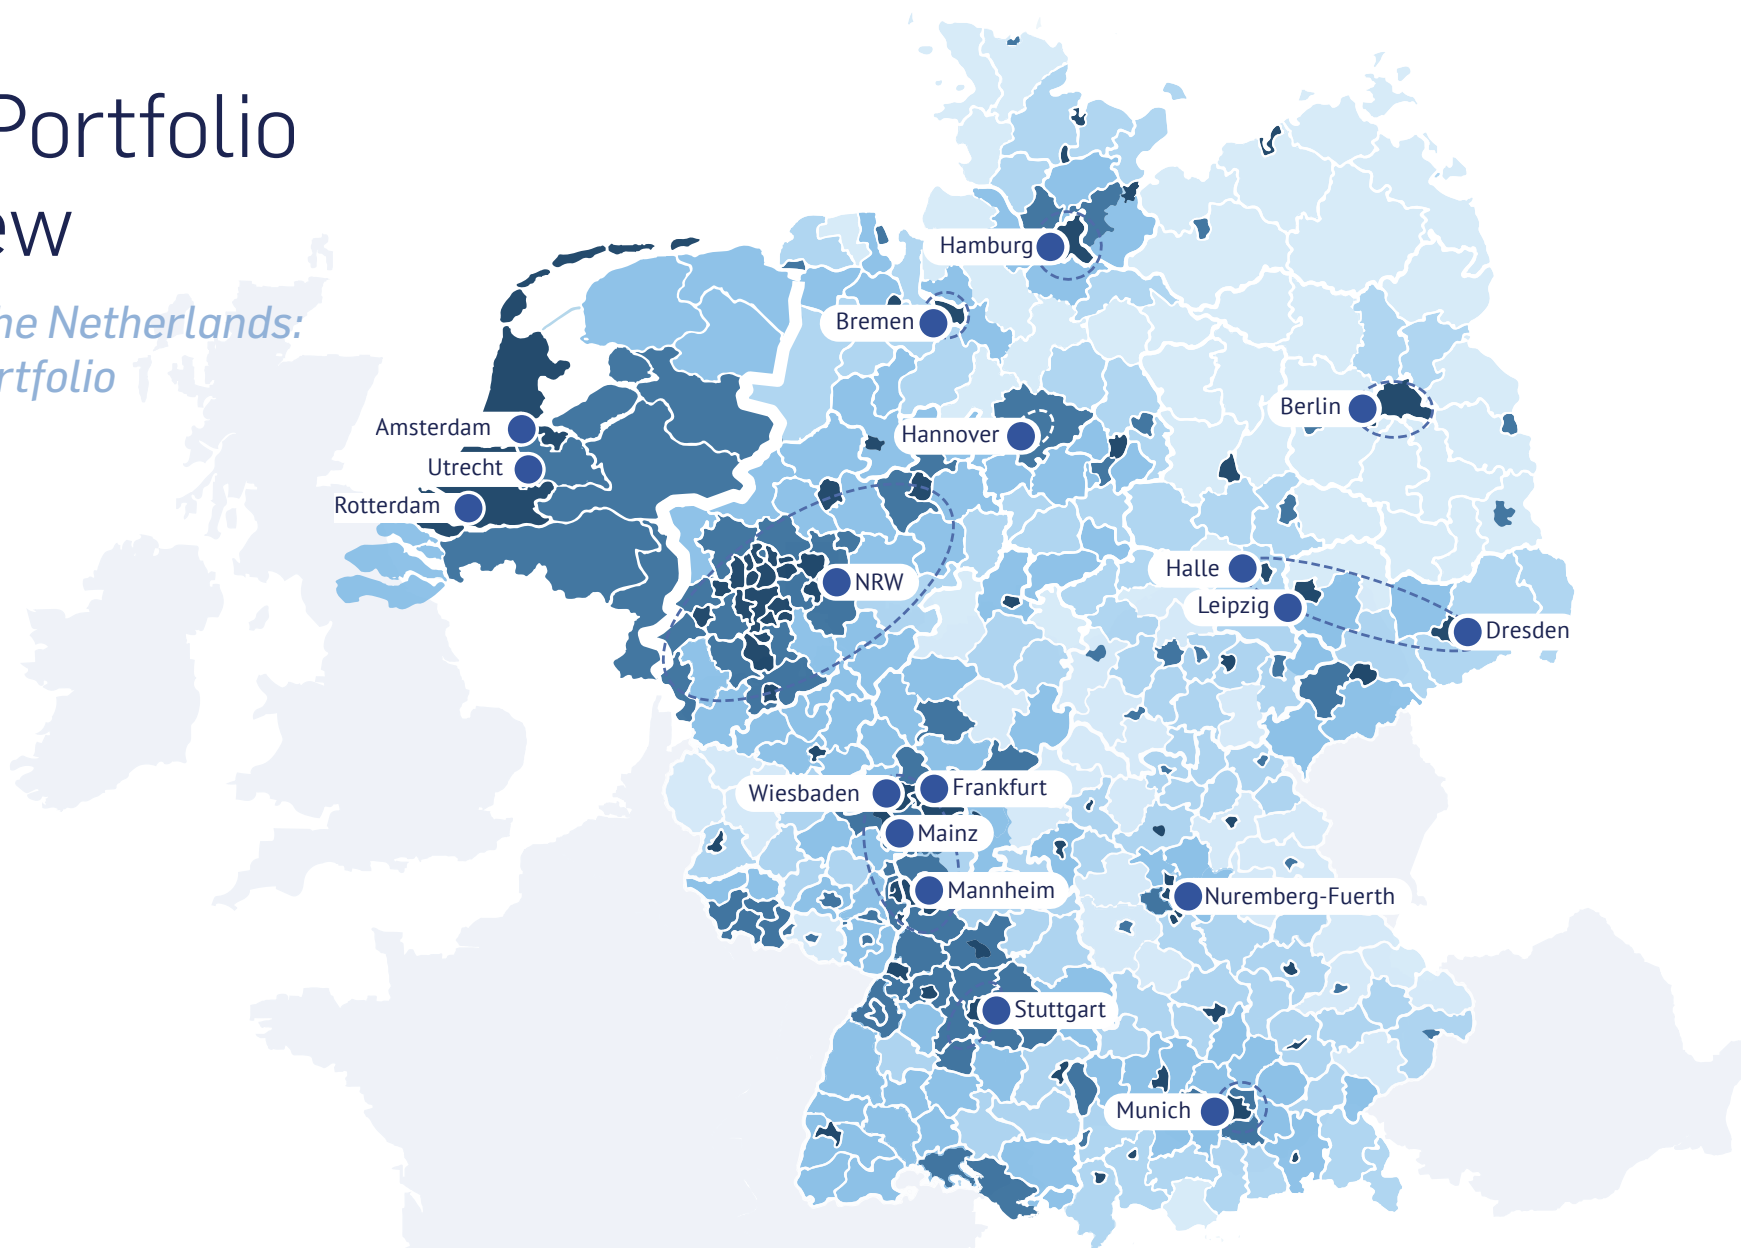 Portfolio
ew
he Netherlands:
rtfolio
Hamburg
Bremen
Berlin
Amsterdam
Hannover
Utrecht
Rotterdam
Halle
NRW
Leipzig
Dresden
Frankfurt
Wiesbaden
Mainz
Mannheim
Nuremberg-Fuerth
Stuttgart
Munich